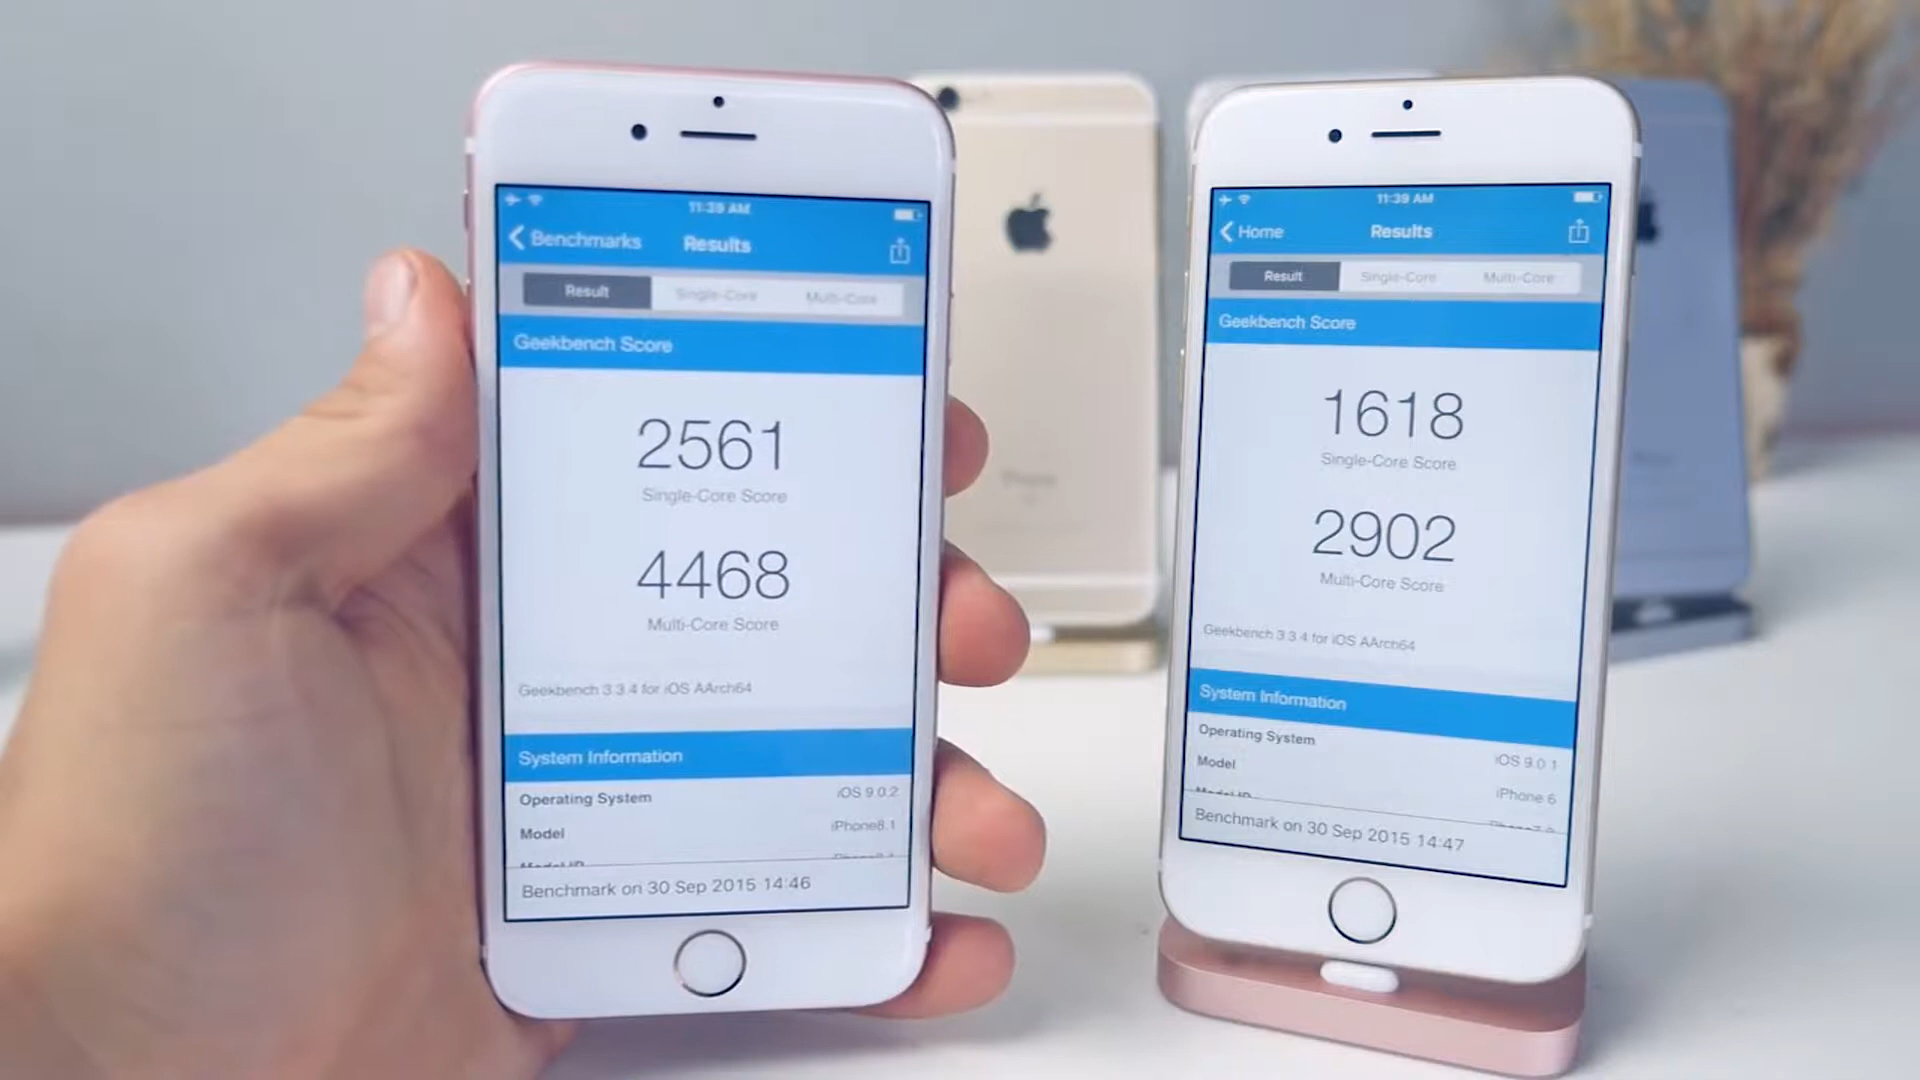 11:39 AM
Benchmarks
Results
Result
Single-Core
Multi-Core
Geekbench Score
2561
Single-Core Score
4468
Multi-Core Score
Geekbench 3.3.4 for iOS AArch64
System Information
Operating System
iOS 9.0.2
Model
iPhone8,1
Benchmark on 30 Sep 2015 14:46
11:39 AM
Home
Results
Result
Single-Core
Multi-Core
Geekbench Score
1618
Single-Core Score
2902
Multi-Core Score
Geekbench 3.3.4 for iOS AArch64
System Information
Operating System
iOS 9.0.1
Model
iPhone 6
Benchmark on 30 Sep 2015 14:47
iPhone